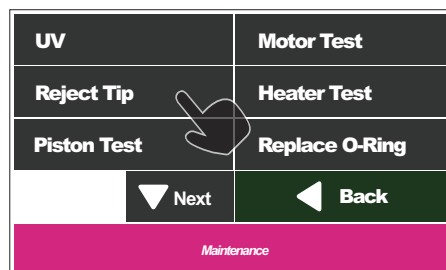 UV
Motor Test
Reject Tip
Heater Test
Piston Test
Replace O-Ring
Next
Back
Maintenance